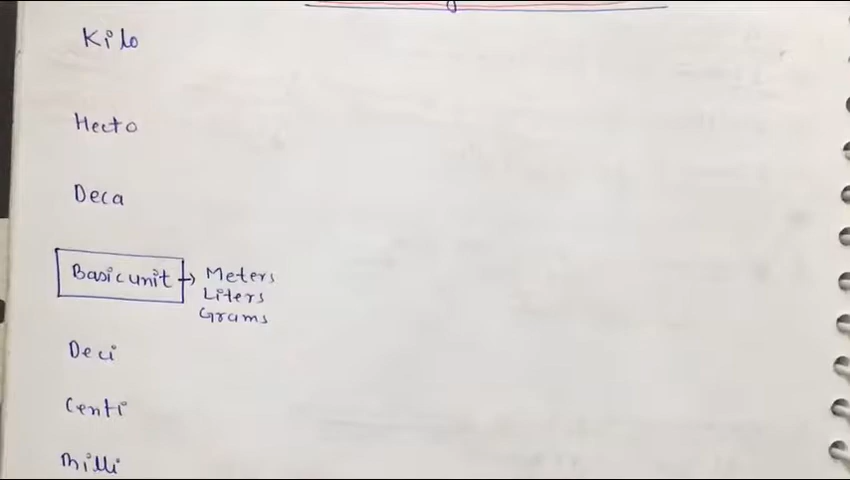 Kilo
Hecto
Deca
Basic unit → Meters
Liters
Grams
Deci
Centi
Milli